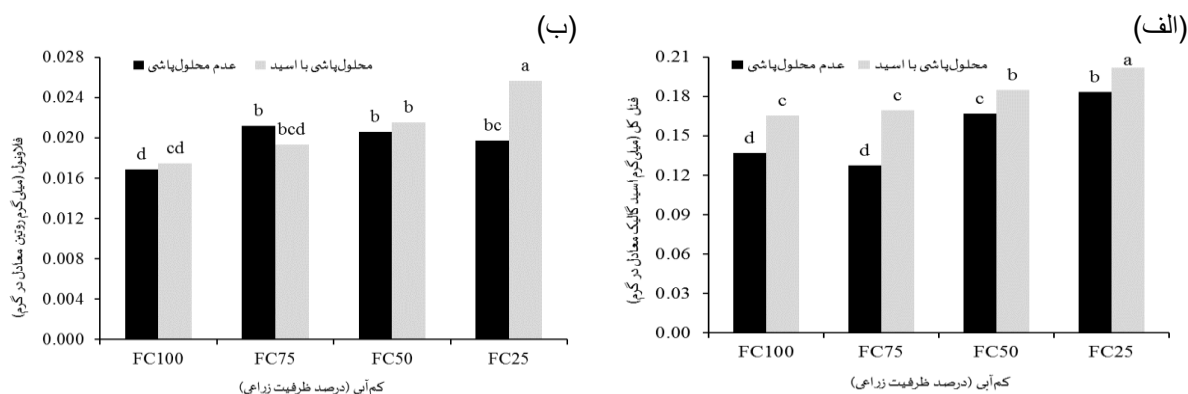 (الف)
فنل کل (میلی‌گرم اسید گالیک معادل در گرم)
عدم محلول‌پاشی
محلول‌پاشی با اسید
0.21
0.18
0.15
0.12
0.09
0.06
0.03
0.00
d c d c c b b a
FC100 FC75 FC50 FC25
کم‌آبی (درصد ظرفیت زراعی)
(ب)
فلاونول (میلی‌گرم روتین معادل در گرم)
عدم محلول‌پاشی
محلول‌پاشی با اسید
0.028
0.024
0.020
0.016
0.012
0.008
0.004
0.000
d cd b bcd b b bc a
FC100 FC75 FC50 FC25
کم‌آبی (درصد ظرفیت زراعی)